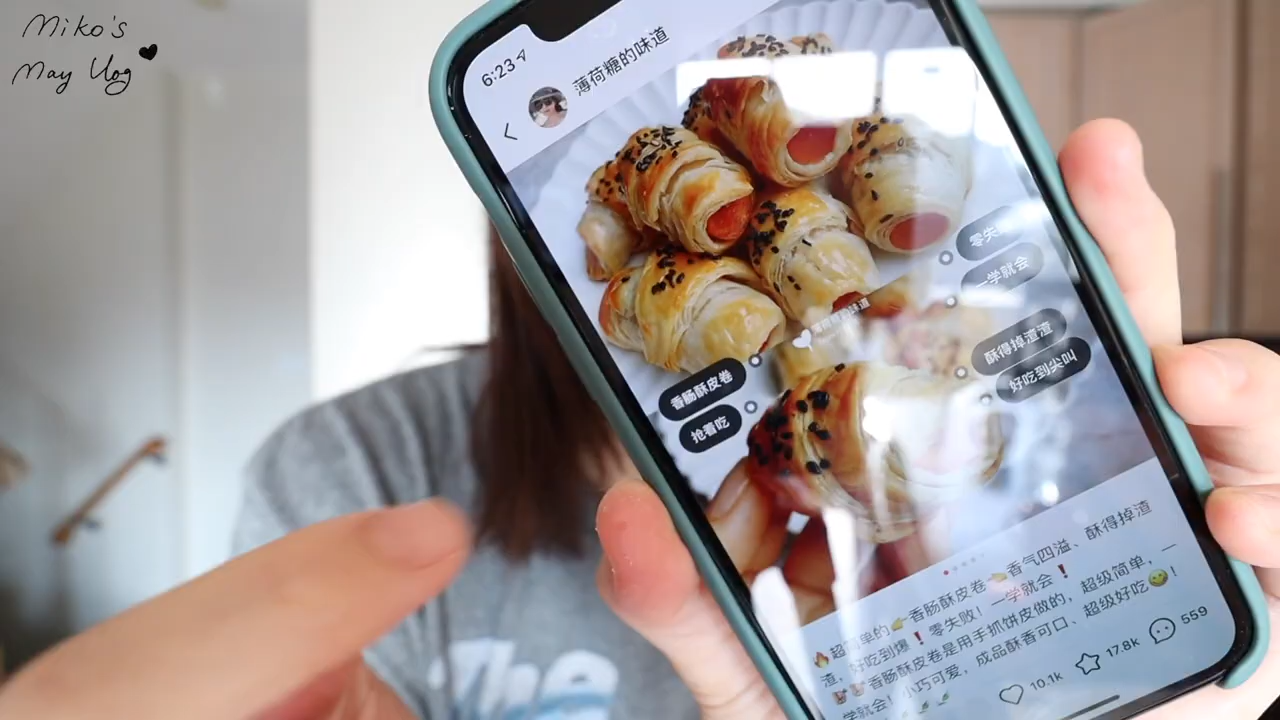 Miko's
May Vlog
6:23
薄荷糖的味道
零失
一学就会
酥得掉渣渣
好吃到尖叫
香肠酥皮卷
抢着吃
🔥超简单的👉香肠酥皮卷👈香气四溢、酥得掉渣
渣，好吃到爆❗零失败！一学就会❗
香肠酥皮卷是用手抓饼皮做的，超级简单，一
学就会！小巧可爱，成品酥香可口、超级好吃😋！
10.1k 17.8k 559